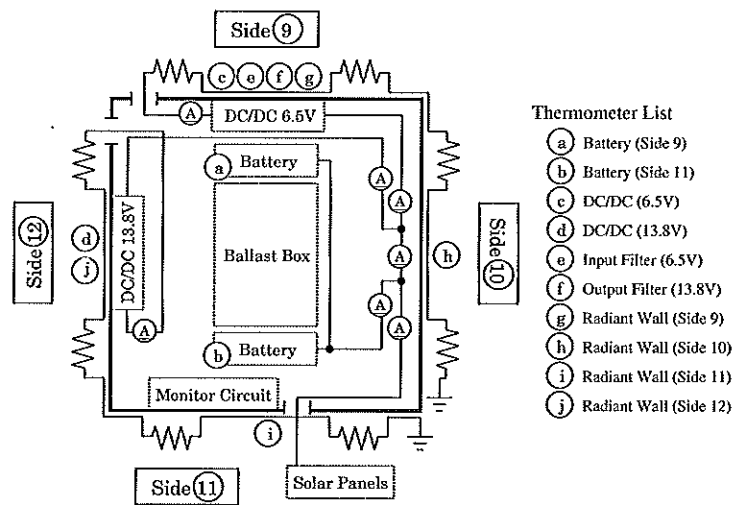 Side 9
c e f g
A
DC/DC 6.5V
a Battery
A
A
Side 12
d
j
DC/DC 13.8V
Ballast Box
A
h
Side 10
A
A
A
b Battery
Monitor Circuit
i
Side 11
Solar Panels
Thermometer List
a Battery (Side 9)
b Battery (Side 11)
c DC/DC (6.5V)
d DC/DC (13.8V)
e Input Filter (6.5V)
f Output Filter (13.8V)
g Radiant Wall (Side 9)
h Radiant Wall (Side 10)
i Radiant Wall (Side 11)
j Radiant Wall (Side 12)